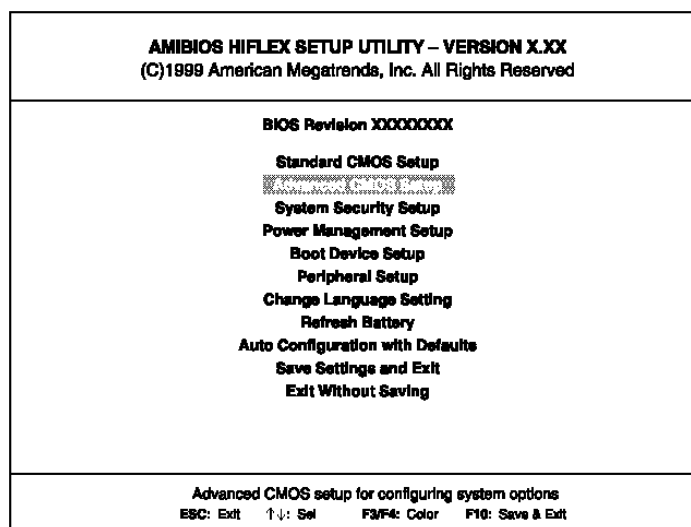 AMIBIOS HIFLEX SETUP UTILITY – VERSION X.XX
(C)1999 American Megatrends, Inc. All Rights Reserved
BIOS Revision XXXXXXXX
Standard CMOS Setup
Advanced CMOS Setup
System Security Setup
Power Management Setup
Boot Device Setup
Peripheral Setup
Change Language Setting
Refresh Battery
Auto Configuration with Defaults
Save Settings and Exit
Exit Without Saving
Advanced CMOS setup for configuring system options
ESC: Exit ↑↓: Sel F3/F4: Color F10: Save & Exit